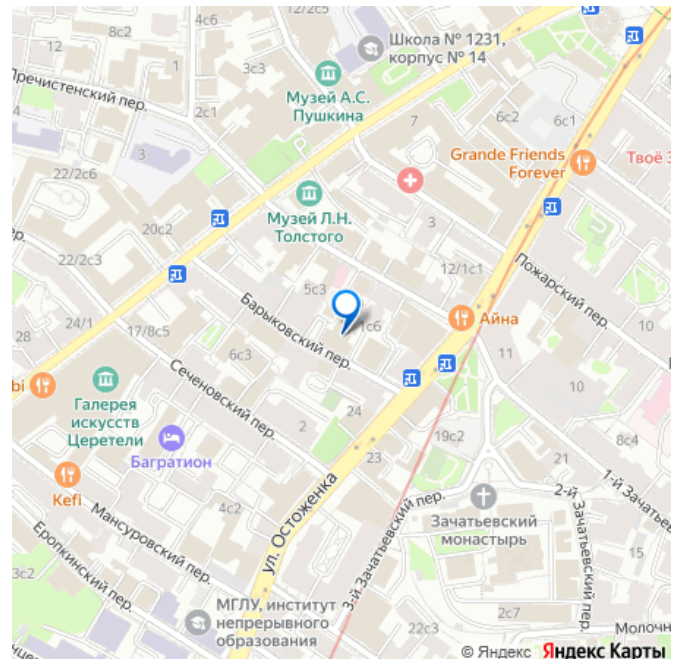 12/2с6
8с2
Школа № 1231,
корпус № 14
4с1
3с3
1
Музей А.С.
Пушкина
Пречистенский пер.
2с1
7
6с2
6с1
3
Grande Friends
Forever
Твоё
22/2с6
Музей Л.Н.
Толстого
3
20с2
22/2с3
5с3
12/1с1
Пожарский пер.
Барыковский пер.
1с6
Айна
10
24/1
17/8с5
28
6с3
11
Сеченовский пер.
10
Галерея
искусств
Церетели
24
2
19с2
8с4
Багратион
23
21
Kefi
ул. Остоженка
1-й Зачатьевский
2-й Зачатьевский пер.
4с2
Зачатьевский
монастырь
Мансуровский пер.
3-й Зачатьевский пер.
15
Еропкинский пер.
3с2
МГЛУ, институт
непрерывного
образования
2с7
22с3
Молочн
© Яндекс Яндекс Карты